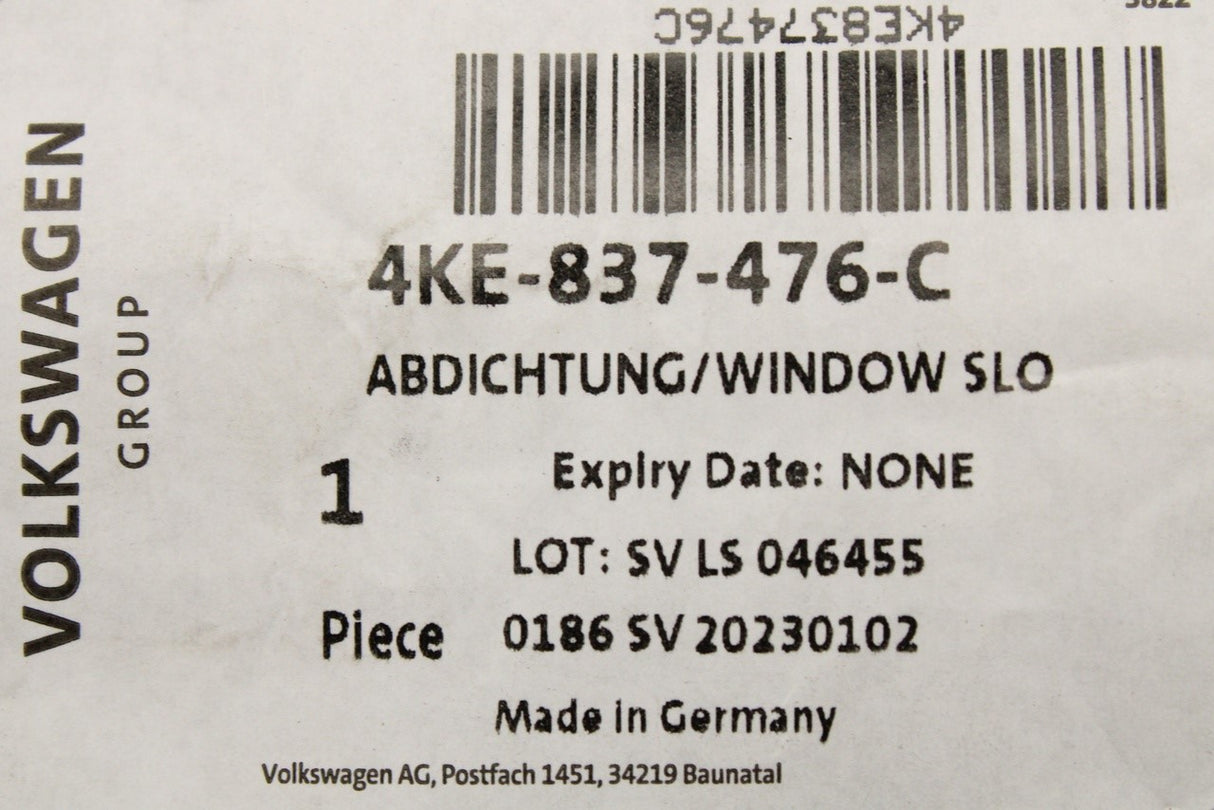 4KE837476C
4KE-837-476-C
ABDICHTUNG/WINDOW SLO
1
Expiry Date: NONE
LOT: SV LS 046455
Piece
0186 SV 20230102
Made in Germany
Volkswagen AG, Postfach 1451, 34219 Baunatal
VOLKSWAGEN
GROUP